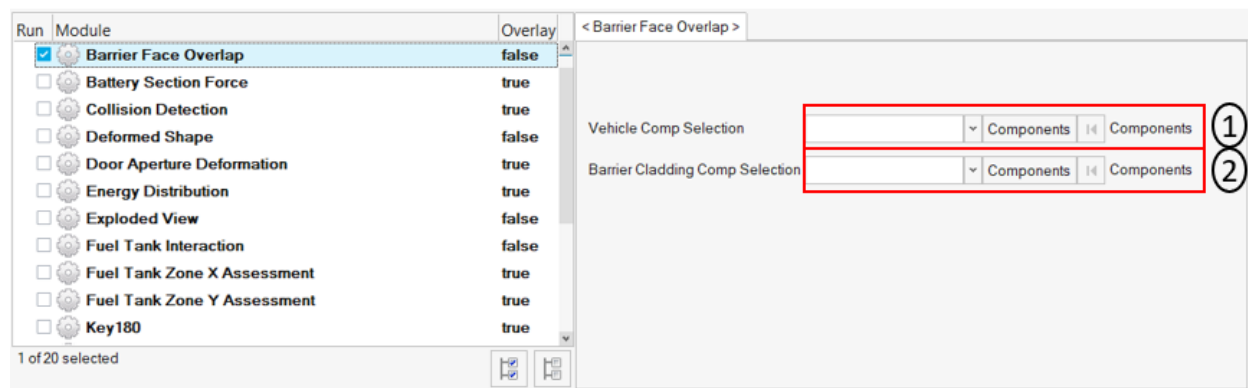 Run Module Overlay
Barrier Face Overlap false
Battery Section Force true
Collision Detection true
Deformed Shape false
Door Aperture Deformation true
Energy Distribution true
Exploded View false
Fuel Tank Interaction false
Fuel Tank Zone X Assessment true
Fuel Tank Zone Y Assessment true
Key180 true
1 of 20 selected
< Barrier Face Overlap >
Vehicle Comp Selection Components Components 1
Barrier Cladding Comp Selection Components Components 2